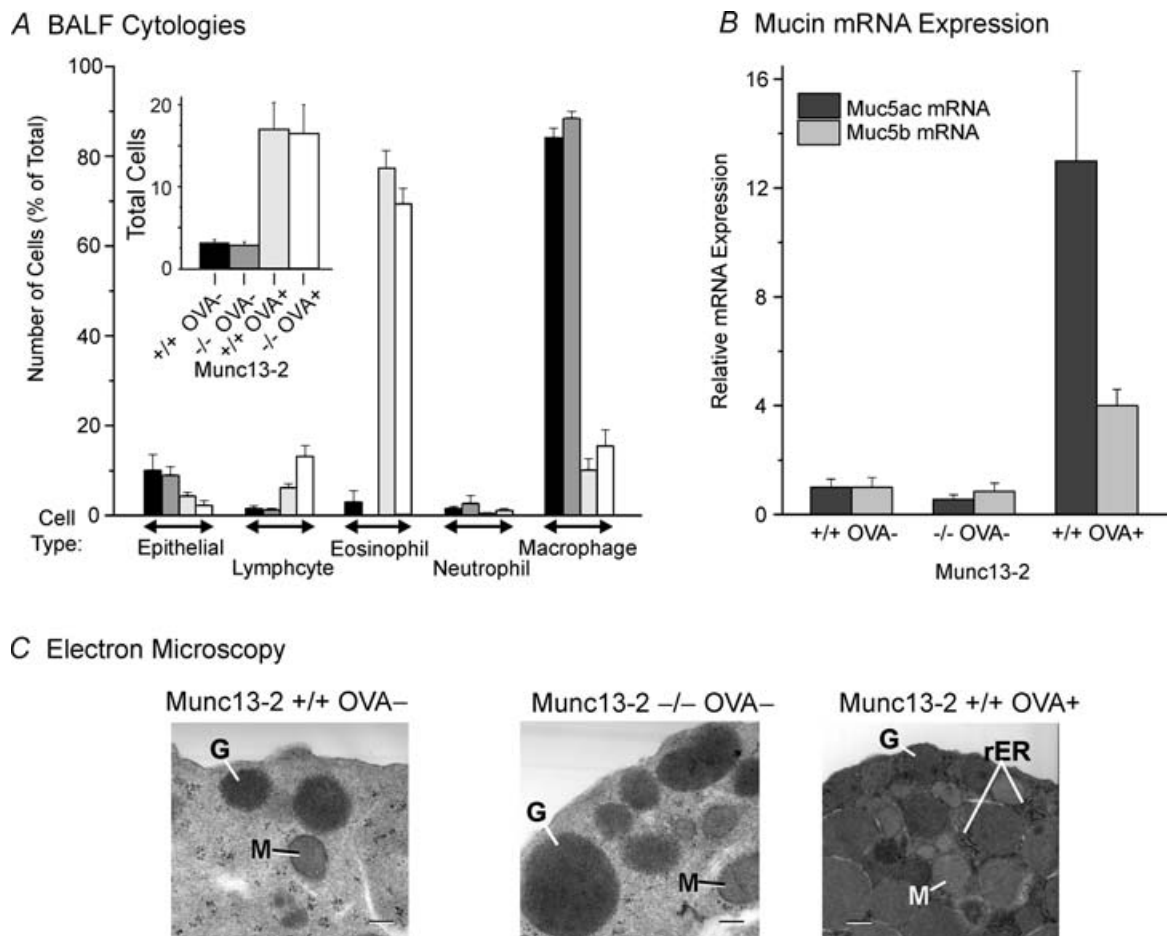 A BALF Cytologies
Number of Cells (% of Total)
100
80
60
40
20
0
Total Cells
20
10
0
+/+ OVA-
-/- OVA-
+/+ OVA+
-/- OVA+
Munc13-2
Cell
Type:
Epithelial
Lymphcyte
Eosinophil
Neutrophil
Macrophage
B Mucin mRNA Expression
Relative mRNA Expression
16
12
8
4
0
Muc5ac mRNA
Muc5b mRNA
+/+ OVA- -/- OVA- +/+ OVA+
Munc13-2
C Electron Microscopy
Munc13-2 +/+ OVA–
G
M
Munc13-2 –/– OVA–
G
M
Munc13-2 +/+ OVA+
G
rER
M